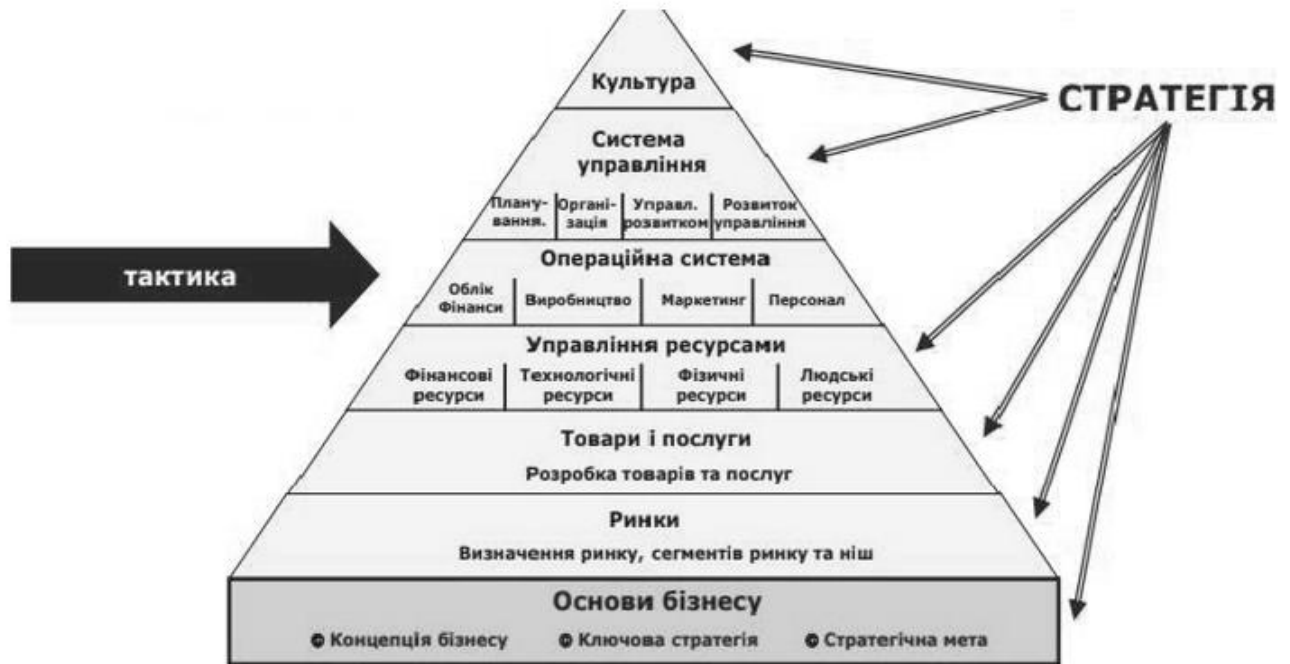 Культура
СТРАТЕГІЯ
Система
управління
Плану-
вання.
Органі-
зація
Управл.
розвитком
Розвиток
управління
тактика
Операційна система
Облік
Фінанси
Виробництво
Маркетинг
Персонал
Управління ресурсами
Фінансові
ресурси
Технологічні
ресурси
Фізичні
ресурси
Людські
ресурси
Товари і послуги
Розробка товарів та послуг
Ринки
Визначення ринку, сегментів ринку та ніш
Основи бізнесу
Концепція бізнесу Ключова стратегія Стратегічна мета